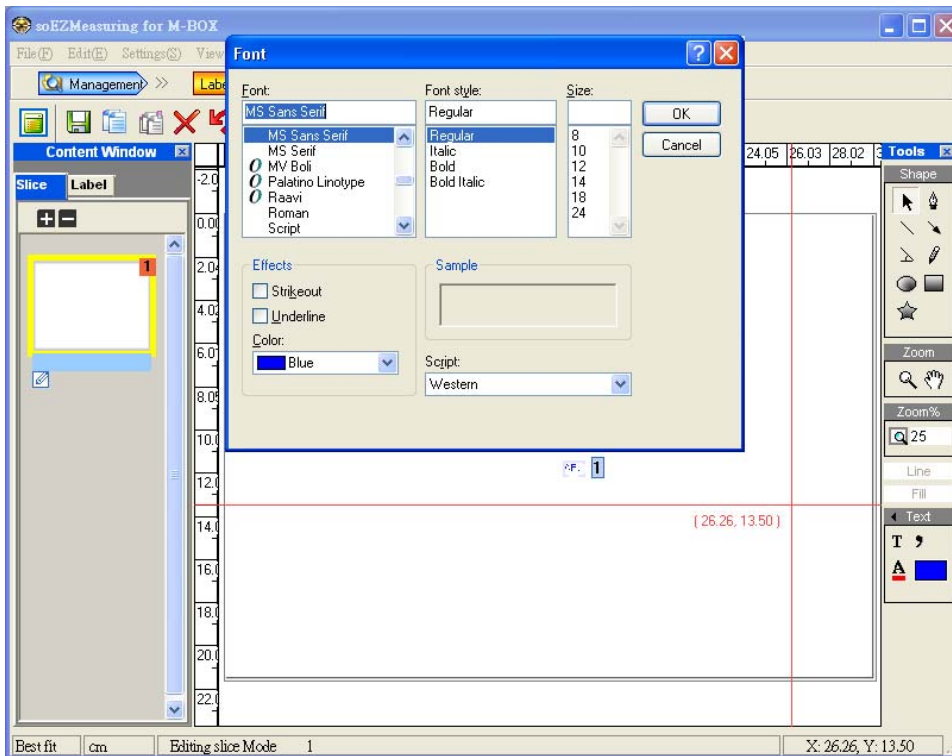 soEZMeasuring for M-BOX
File(F) Edit(E) Settings(S) View
Management
Labe
Font
Font:
MS Sans Serif
MS Sans Serif
MS Serif
MV Boli
Palatino Linotype
Raavi
Roman
Script
Font style:
Regular
Regular
Italic
Bold
Bold Italic
Size:
8
10
12
14
18
24
OK
Cancel
Effects
Strikeout
Underline
Color:
Blue
Sample
Script:
Western
Content Window
Slice Label
1
24.05 26.03 28.02 3
-2.0
0.00
2.04
4.02
6.01
8.05
10.0
12.0
14.0
16.0
18.0
20.0
22.0
1
( 26.26, 13.50 )
Tools
Shape
Zoom
Zoom%
25
Line
Fill
Text
T
A
Best fit cm Editing slice Mode 1 X: 26.26, Y: 13.50